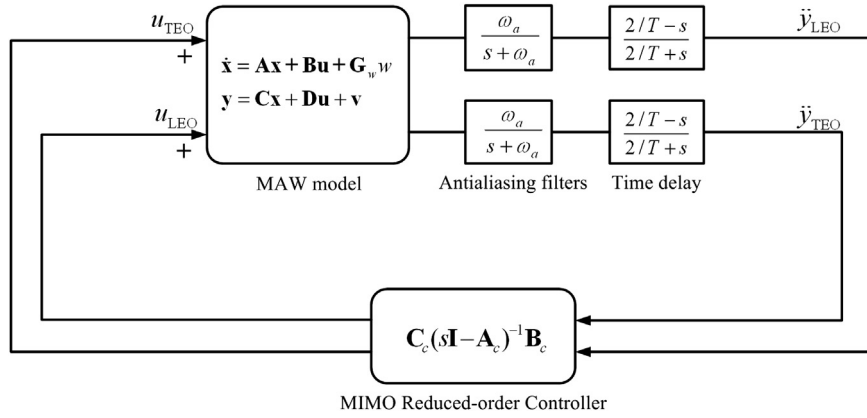 u_TEO
+
u_LEO
+
ẋ = Ax + Bu + G_w w
y = Cx + Du + v
MAW model
ω_a / (s + ω_a)
ω_a / (s + ω_a)
Antialiasing filters
(2/T − s) / (2/T + s)
(2/T − s) / (2/T + s)
Time delay
ÿ_LEO
ÿ_TEO
C_c(sI − A_c)^{-1}B_c
MIMO Reduced-order Controller